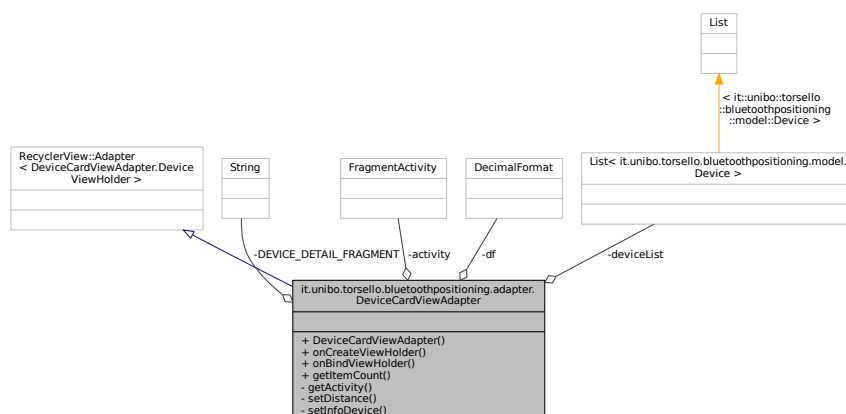 List
< it::unibo::torsello
::bluetoothpositioning
::model::Device >
RecyclerView::Adapter
< DeviceCardViewAdapter.Device
ViewHolder >
String
FragmentActivity
DecimalFormat
List< it.unibo.torsello.bluetoothpositioning.model.
Device >
-DEVICE_DETAIL_FRAGMENT
-activity
-df
-deviceList
it.unibo.torsello.bluetoothpositioning.adapter.
DeviceCardViewAdapter
+ DeviceCardViewAdapter()
+ onCreateViewHolder()
+ onBindViewHolder()
+ getItemCount()
- getActivity()
- setDistance()
- setInfoDevice()